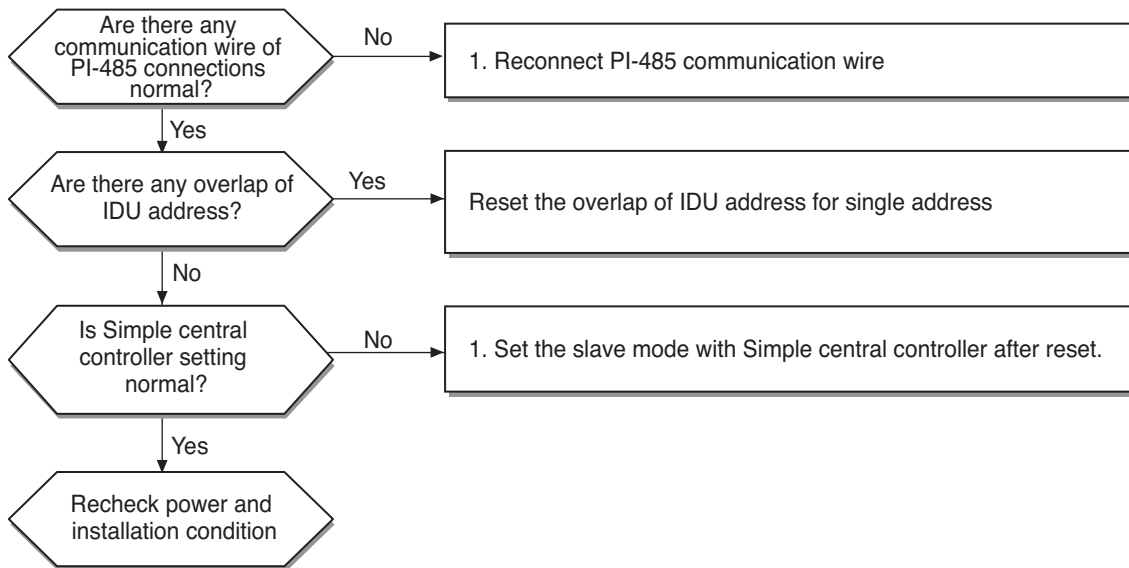 Are there any
communication wire of
PI-485 connections
normal?
No
1. Reconnect PI-485 communication wire
Yes
Are there any overlap of
IDU address?
Yes
Reset the overlap of IDU address for single address
No
Is Simple central
controller setting
normal?
No
1. Set the slave mode with Simple central controller after reset.
Yes
Recheck power and
installation condition